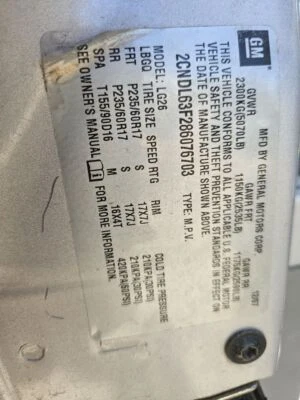 GM
MFD BY GENERAL MOTORS CORP
GVWR GAWR FRT GAWR RR
2300KG(5070LB) 1150KG(2535LB)
THIS VEHICLE CONFORMS TO ALL APPLICABLE U.S. FEDERAL MOTOR
VEHICLE SAFETY AND THEFT PREVENTION STANDARDS IN EFFECT ON
THE DATE OF MANUFACTURE SHOWN ABOVE.
2CNDL63F286076703 TYPE: M.P.V.
MODEL: LG26
LBGQ TIRE SIZE SPEED RTG RIM COLD TIRE PRESSURE
FRT P235/60R17 S 17X7J 210KPA(30PSI)
RR P235/60R17 S 17X7J 210KPA(30PSI)
SPA T155/90D16 M 16X4T 420KPA(60PSI)
SEE OWNER'S MANUAL FOR MORE INFORMATION.